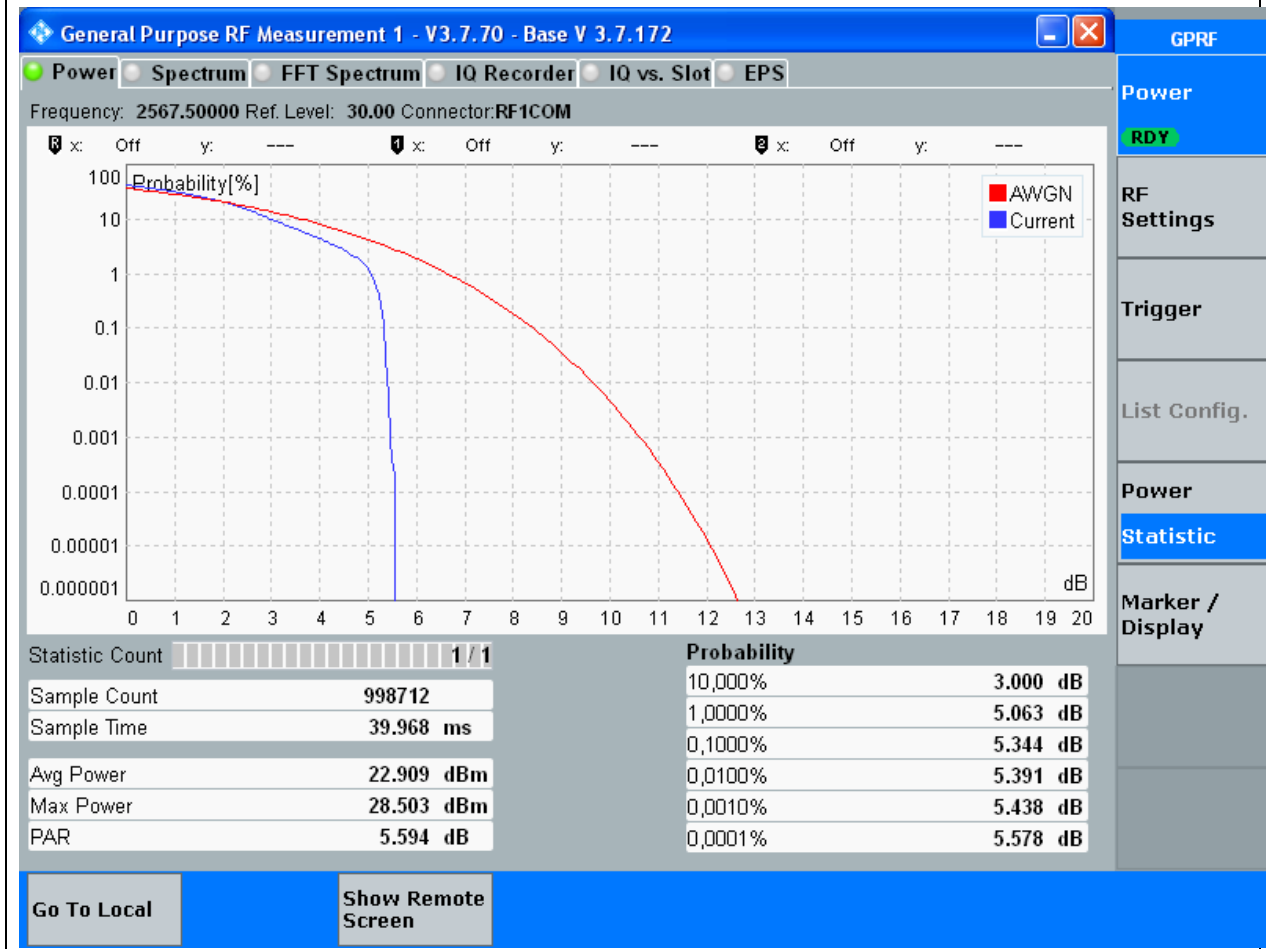 General Purpose RF Measurement 1 - V3.7.70 - Base V 3.7.172
GPRF
Power Spectrum FFT Spectrum IQ Recorder IQ vs. Slot EPS
Frequency: 2567.50000 Ref. Level: 30.00 Connector:RF1COM
R x: Off y: --- 1 x: Off y: --- 2 x: Off y: ---
Probability[%]
AWGN
Current
100
10
1
0.1
0.01
0.001
0.0001
0.00001
0.000001
dB
0 1 2 3 4 5 6 7 8 9 10 11 12 13 14 15 16 17 18 19 20
Statistic Count 1 / 1
Sample Count 998712
Sample Time 39.968 ms
Avg Power 22.909 dBm
Max Power 28.503 dBm
PAR 5.594 dB
Probability
10,000% 3.000 dB
1,0000% 5.063 dB
0,1000% 5.344 dB
0,0100% 5.391 dB
0,0010% 5.438 dB
0,0001% 5.578 dB
Power
RDY
RF
Settings
Trigger
List Config.
Power
Statistic
Marker /
Display
Go To Local
Show Remote
Screen